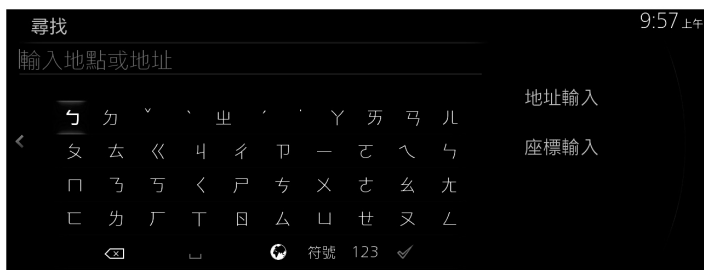 尋找
9:57上午
輸入地點或地址
ㄅ ㄉ ˇ ˋ ㄓ ˊ ˙ ㄚ ㄞ ㄢ ㄦ
ㄆ ㄊ ㄍ ㄐ ㄔ ㄗ ㄧ ㄛ ㄟ ㄣ
ㄇ ㄋ ㄎ ㄑ ㄕ ㄘ ㄨ ㄜ ㄠ ㄤ
ㄈ ㄌ ㄏ ㄒ ㄖ ㄙ ㄩ ㄝ ㄡ ㄥ
符號 123
地址輸入
座標輸入